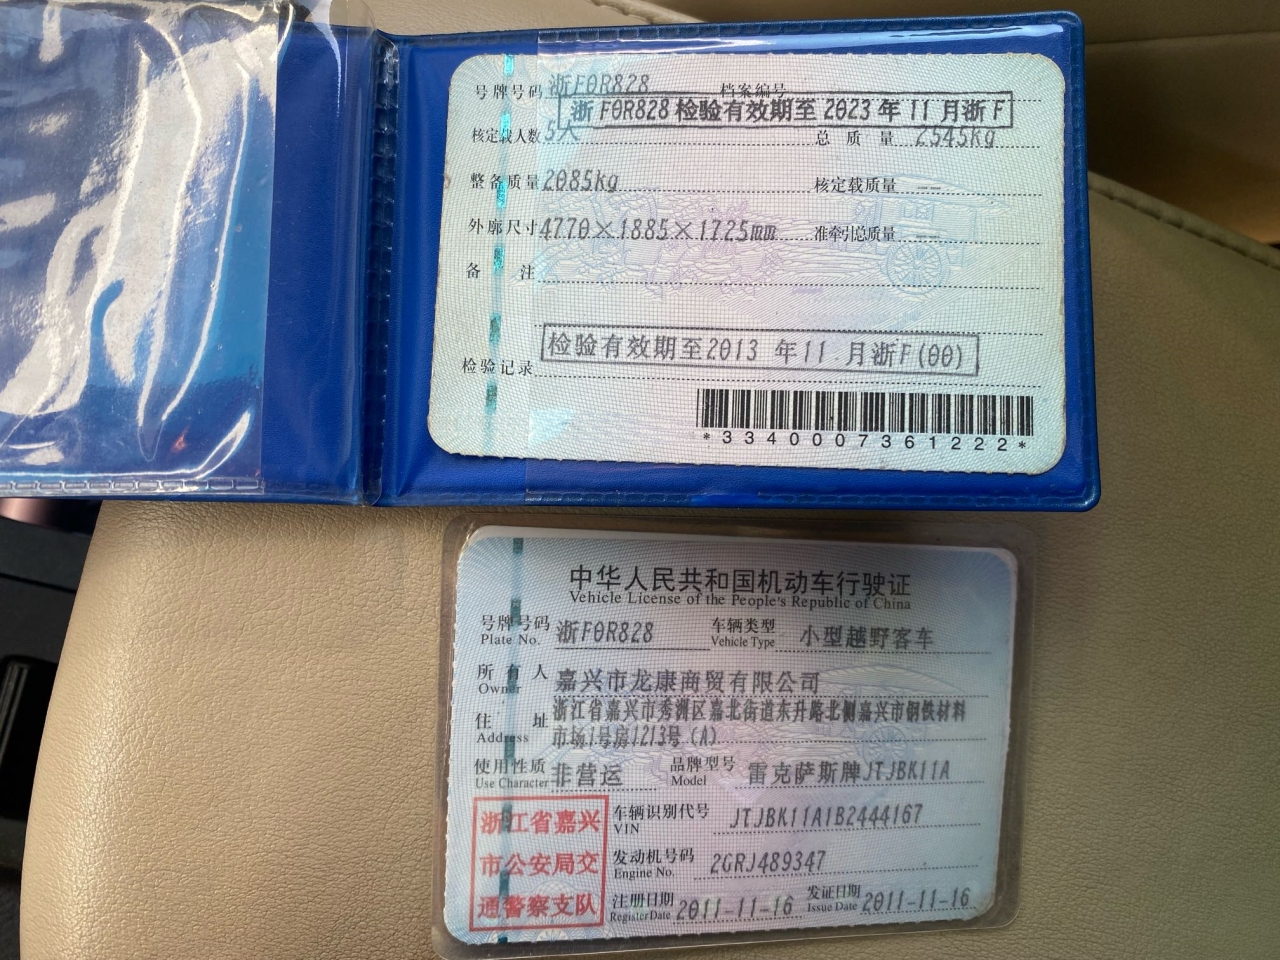 号牌号码 浙F0R828 档案编号
浙F0R828 检验有效期至 2023 年 11 月浙F
核定载人数 5人 总质量 2545kg
整备质量 2085kg 核定载质量 --
外廓尺寸 4770×1885×1725mm 准牵引总质量 --
备注
检验有效期至2013 年11 月浙F(00)
检验记录
*3340007361222*
中华人民共和国机动车行驶证
Vehicle License of the People's Republic of China
号牌号码 浙F0R828 车辆类型 小型越野客车
Plate No. Vehicle Type
所有人 嘉兴市龙康商贸有限公司
Owner
住址 浙江省嘉兴市秀洲区嘉北街道东升路北侧嘉兴市钢铁材料
Address 市场1号房1213号(A)
使用性质 非营运 品牌型号 雷克萨斯牌JTJBK11A
Use Character Model
浙江省嘉兴
市公安局交
通警察支队
车辆识别代号 JTJBK11A1B2444167
VIN
发动机号码 2GRJ489347
Engine No.
注册日期 2011-11-16 发证日期 2011-11-16
Register Date Issue Date